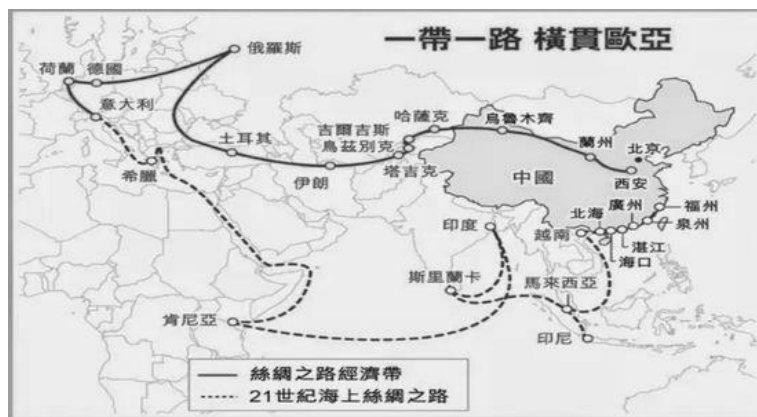 一帶一路 橫貫歐亞
俄羅斯
荷蘭
德國
意大利
希臘
土耳其
伊朗
吉爾吉斯
烏茲別克
塔吉克
哈薩克
烏魯木齊
蘭州
北京
西安
中國
福州
泉州
廣州
湛江
海口
北海
越南
印度
斯里蘭卡
馬來西亞
印尼
肯尼亞
絲綢之路經濟帶
21世紀海上絲綢之路